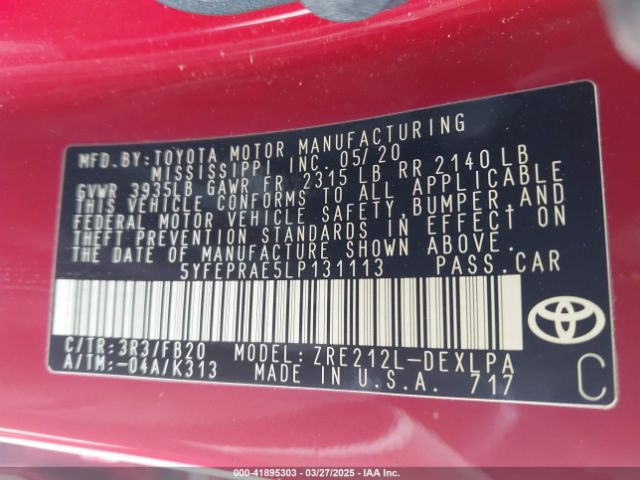 MFD.BY:TOYOTA MOTOR MANUFACTURING
MISSISSIPPI INC 05/20
GVWR 3935LB GAWR FR 2315 LB RR 2140 LB
THIS VEHICLE CONFORMS TO ALL APPLICABLE
FEDERAL MOTOR VEHICLE SAFETY,BUMPER,AND
THEFT PREVENTION STANDARDS IN EFFECT† ON
THE DATE OF MANUFACTURE SHOWN ABOVE.
5YFEPRAE5LP131113 PASS.CAR
C/TR:3R3/FB20 MODEL: ZRE212L-DEXLPA
A/TM:-04A/K313 MADE IN U.S.A. 717
TOYOTA
C
© 41895303 — 03/27/2025 — IAA Inc.